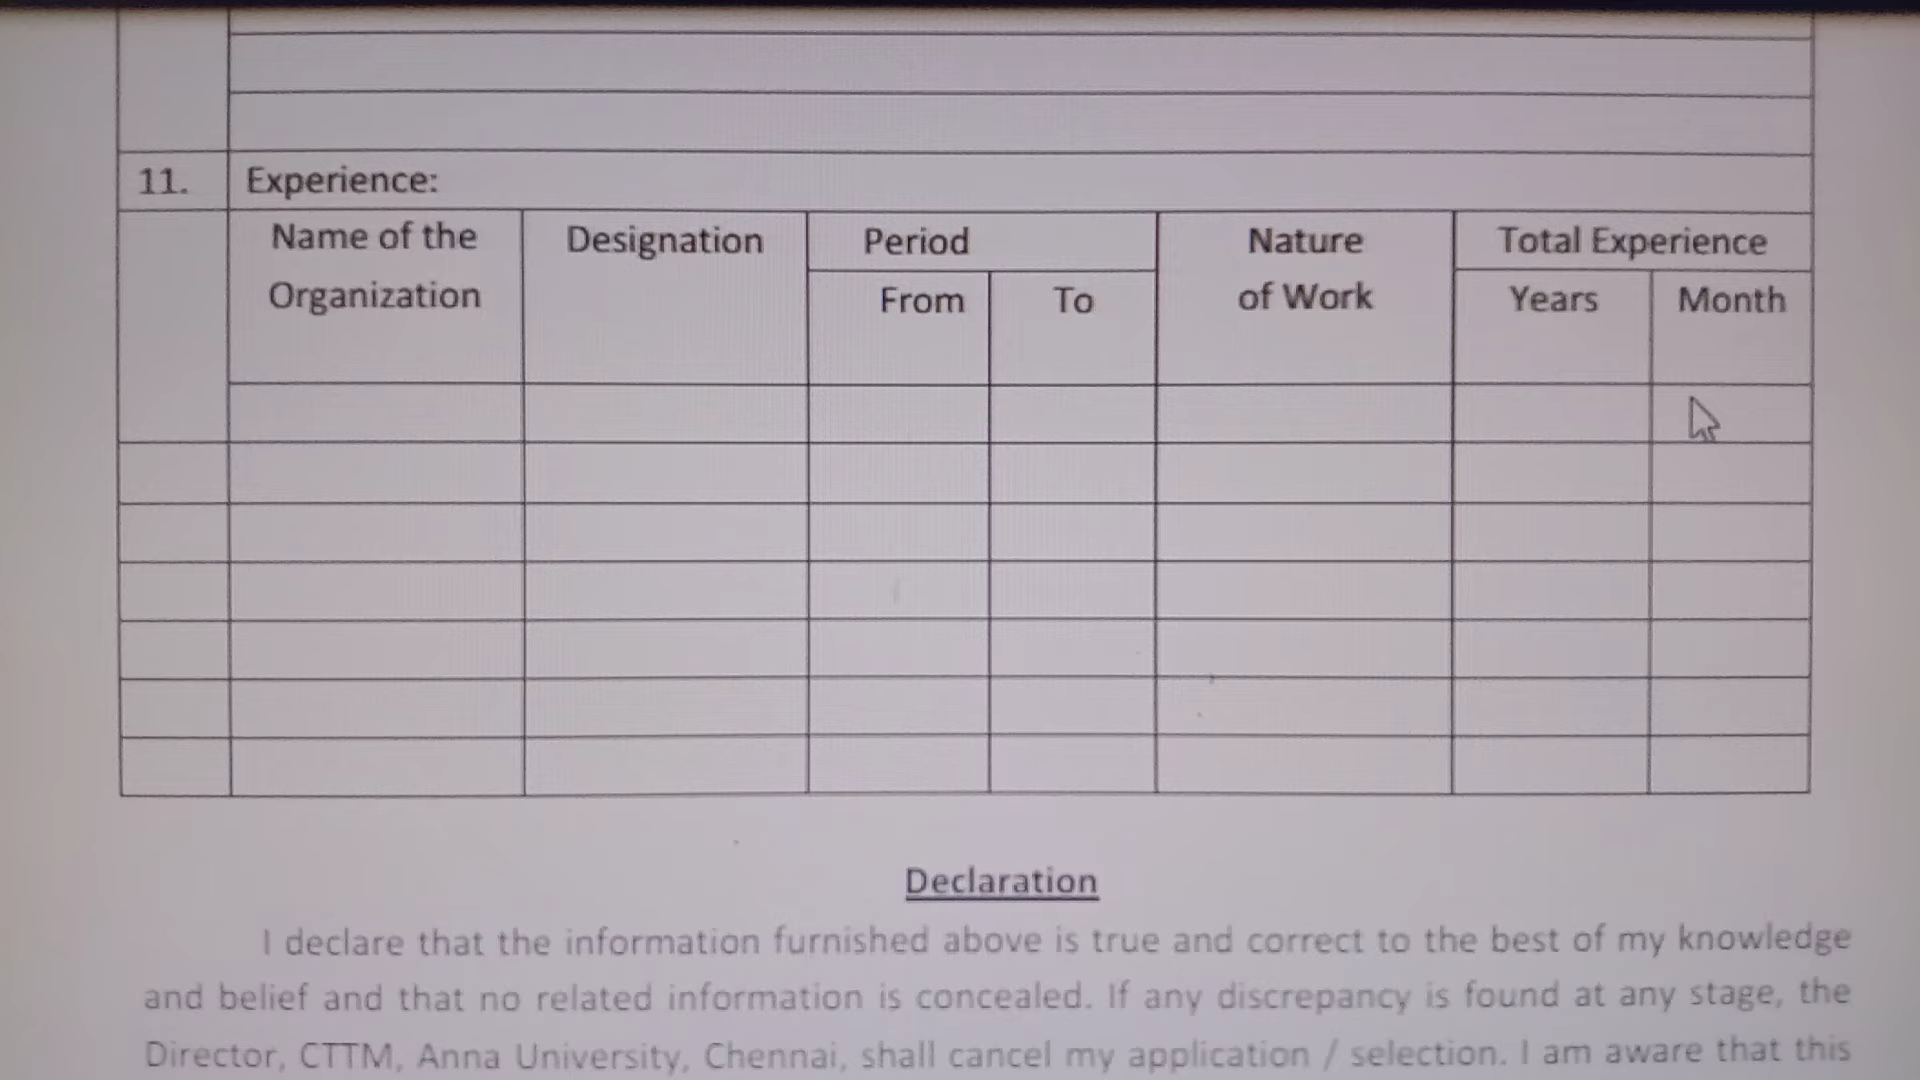 11. Experience:
Name of the Designation Period Nature Total Experience
Organization From To of Work Years Month
Declaration
I declare that the information furnished above is true and correct to the best of my knowledge
and belief and that no related information is concealed. If any discrepancy is found at any stage, the
Director, CTTM, Anna University, Chennai, shall cancel my application / selection. I am aware that this